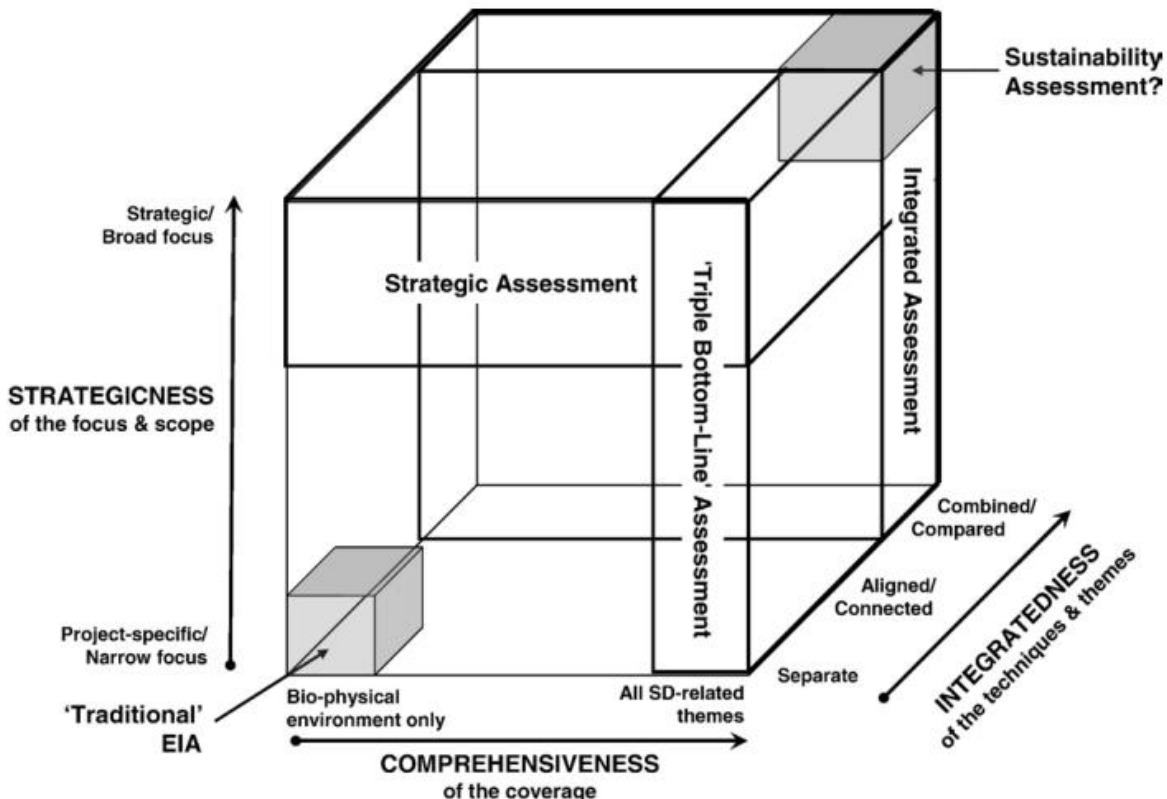 Sustainability
Assessment?
Strategic/
Broad focus
Strategic Assessment
'Triple Bottom-Line' Assessment
Integrated Assessment
STRATEGICNESS
of the focus & scope
Combined/
Compared
Aligned/
Connected
Separate
INTEGRATEDNESS
of the techniques & themes
Project-specific/
Narrow focus
'Traditional'
EIA
Bio-physical
environment only
All SD-related
themes
COMPREHENSIVENESS
of the coverage